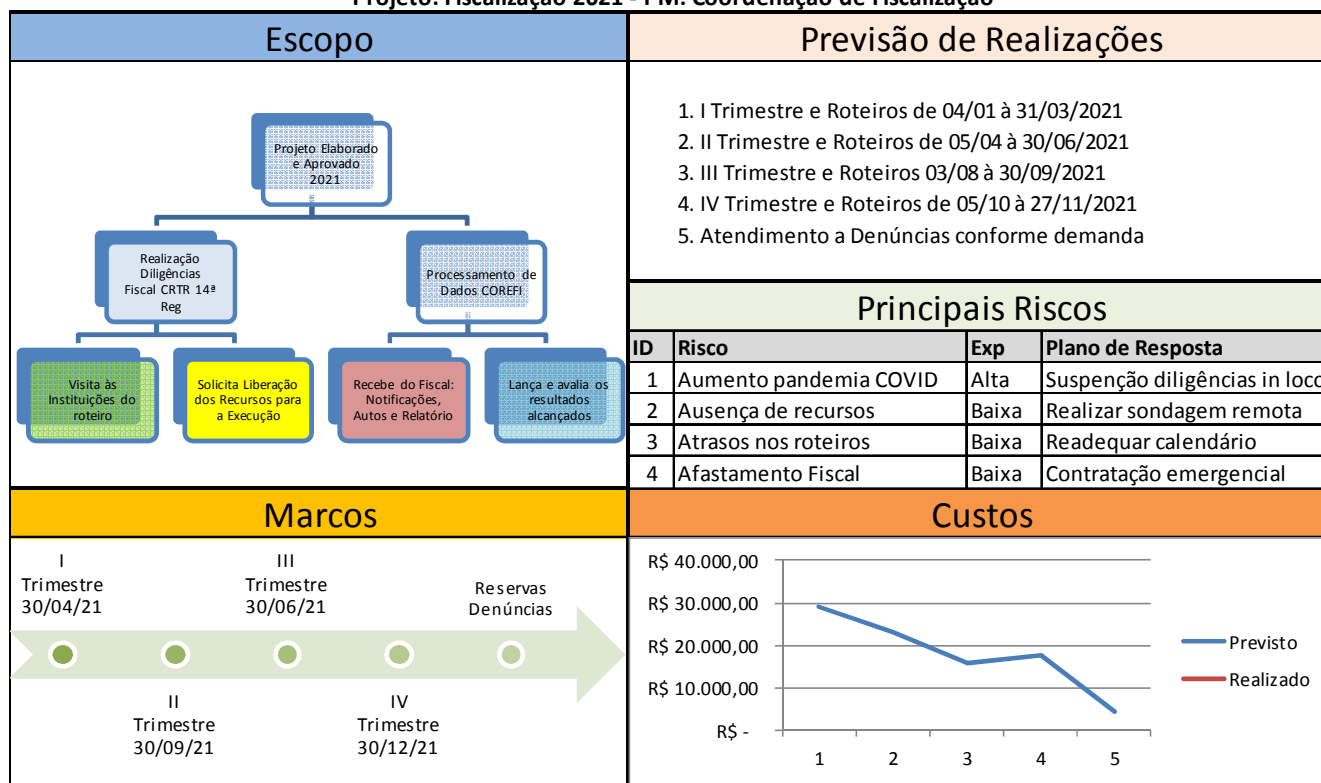 Projeto: Fiscalização 2021 - PM: Coordenação de Fiscalização
Escopo
Projeto Elaborado
e Aprovado
2021
Realização
Diligências
Fiscal CRTR 14ª
Reg
Processamento de
Dados COREFI
Visita às
Instituições do
roteiro
Solicita Liberação
dos Recursos para
a Execução
Recebe do Fiscal:
Notificações,
Autos e Relatório
Lança e avalia os
resultados
alcançados
Previsão de Realizações
1. I Trimestre e Roteiros de 04/01 à 31/03/2021
2. II Trimestre e Roteiros de 05/04 à 30/06/2021
3. III Trimestre e Roteiros 03/08 à 30/09/2021
4. IV Trimestre e Roteiros de 05/10 à 27/11/2021
5. Atendimento a Denúncias conforme demanda
Principais Riscos
ID Risco Exp Plano de Resposta
1 Aumento pandemia COVID Alta Suspenção diligências in loco
2 Ausença de recursos Baixa Realizar sondagem remota
3 Atrasos nos roteiros Baixa Readequar calendário
4 Afastamento Fiscal Baixa Contratação emergencial
Marcos
I
Trimestre
30/04/21
III
Trimestre
30/06/21
Reservas
Denúncias
II
Trimestre
30/09/21
IV
Trimestre
30/12/21
Custos
R$ 40.000,00
R$ 30.000,00
R$ 20.000,00
R$ 10.000,00
R$ -
1 2 3 4 5
Previsto
Realizado